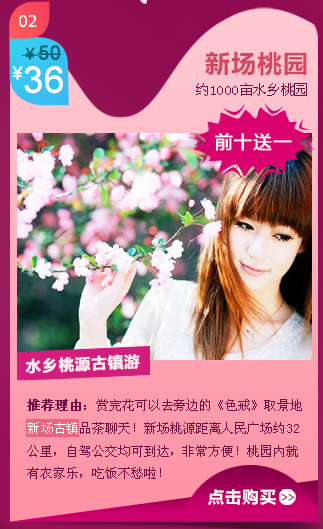 02
¥50
¥36
新场桃园
约1000亩水乡桃园
前十送一
水乡桃源古镇游
推荐理由：赏完花可以去旁边的《色戒》取景地
新场古镇品茶聊天！新场桃源距离人民广场约32
公里，自驾公交均可到达，非常方便！桃园内就
有农家乐，吃饭不愁啦！
点击购买>>